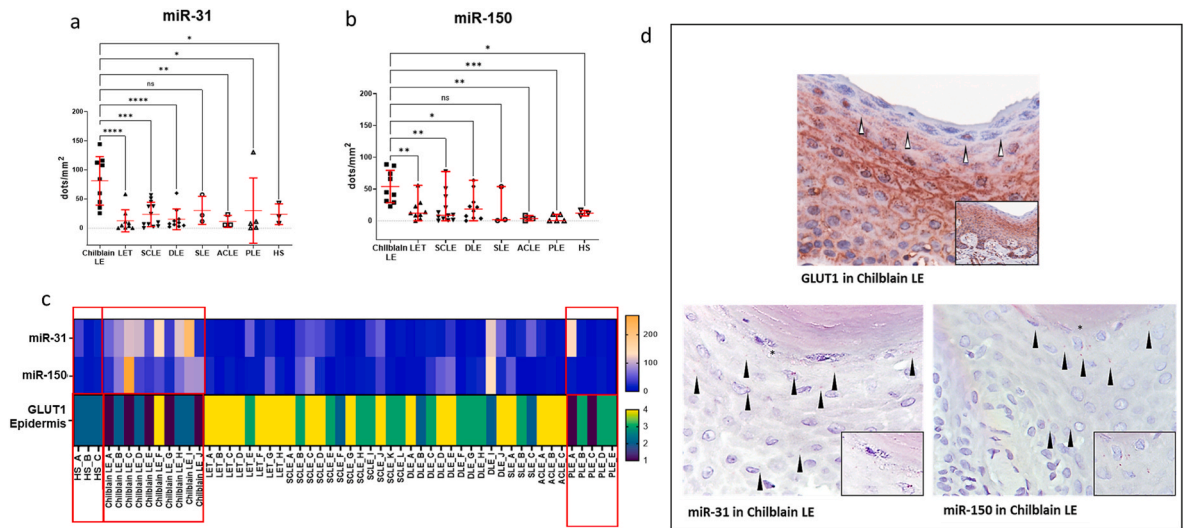 a
miR-31
*
*
**
ns
****
***
****
dots/mm2
200
150
100
50
0
-50
Chilblain LE
LET
SCLE
DLE
SLE
ACLE
PLE
HS
b
miR-150
*
***
**
ns
*
**
**
dots/mm2
200
150
100
50
0
-50
Chilblain LE
LET
SCLE
DLE
SLE
ACLE
PLE
HS
c
miR-31
miR-150
GLUT1
Epidermis
200
100
0
4
3
2
1
HS_A
HS_B
HS_C
Chilblain LE_A
Chilblain LE_B
Chilblain LE_C
Chilblain LE_D
Chilblain LE_E
Chilblain LE_F
Chilblain LE_G
Chilblain LE_H
Chilblain LE_I
Chilblain LE_J
LET_A
LET_B
LET_C
LET_D
LET_E
LET_F
LET_G
LET_H
SCLE_A
SCLE_B
SCLE_C
SCLE_D
SCLE_E
SCLE_F
SCLE_G
SCLE_H
SCLE_I
SCLE_J
SCLE_K
SCLE_L
DLE_A
DLE_B
DLE_C
DLE_D
DLE_E
DLE_F
DLE_G
DLE_H
DLE_I
DLE_J
SLE_A
SLE_B
SLE_C
ACLE_A
ACLE_B
ACLE_C
PLE_A
PLE_B
PLE_C
PLE_D
PLE_E
d
GLUT1 in Chilblain LE
*
miR-31 in Chilblain LE
*
miR-150 in Chilblain LE